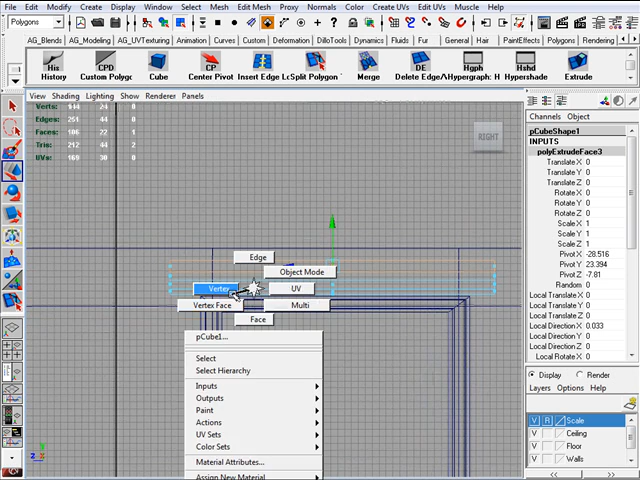 File Edit Modify Create Display Window Select Mesh Edit Mesh Proxy Normals Color Create UVs Edit UVs Muscle Help
Polygons
AG_Blends AG_Modeling AG_UVTexturing Animation Curves Custom Deformation DilloTools Dynamics Fluids Fur HairEffects PaintEffects Polygons Rendering
His CPD CP DE Hgph Hshd
History Custom Polygo Cube Center Pivot Insert Edge Lc Split Polygon Merge Delete Edge/ Hypergraph: H Hypershade Extrude
View Shading Lighting Show Renderer Panels
Verts: 144 24 0
Edges: 251 44 0
Faces: 106 22 1
Tris: 212 44 2
UVs: 169 30 0
RIGHT
Edge
Object Mode
Vertex UV
Vertex Face Multi
Face
pCube1...
Select
Select Hierarchy
Inputs
Outputs
Paint
Actions
UV Sets
Color Sets
Material Attributes...
Assign New Material
Channels Object
pCubeShape1
INPUTS
polyExtrudeFace3
Translate X 0
Translate Y 0
Translate Z 0
Scale X 1
Scale Y 1
Scale Z 1
Pivot X -28.516
Pivot Y 23.394
Pivot Z -7.81
Random 0
Local Translate X 0
Local Translate Y 0
Local Translate Z 0
Local Direction X 0.033
Local Direction Y 0
Local Direction Z 0
Local Rotate X 0
Display Render
Layers Options Help
V R Scale
V Ceiling
V Floor
V Walls